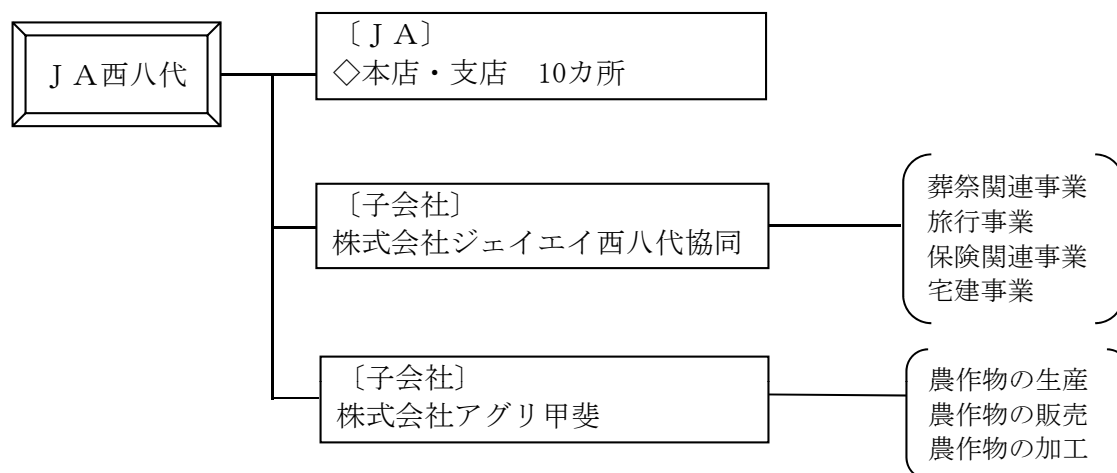 ＪＡ西八代
〔ＪＡ〕
◇本店・支店　10カ所
〔子会社〕
株式会社ジェイエイ西八代協同
葬祭関連事業
旅行事業
保険関連事業
宅建事業
〔子会社〕
株式会社アグリ甲斐
農作物の生産
農作物の販売
農作物の加工